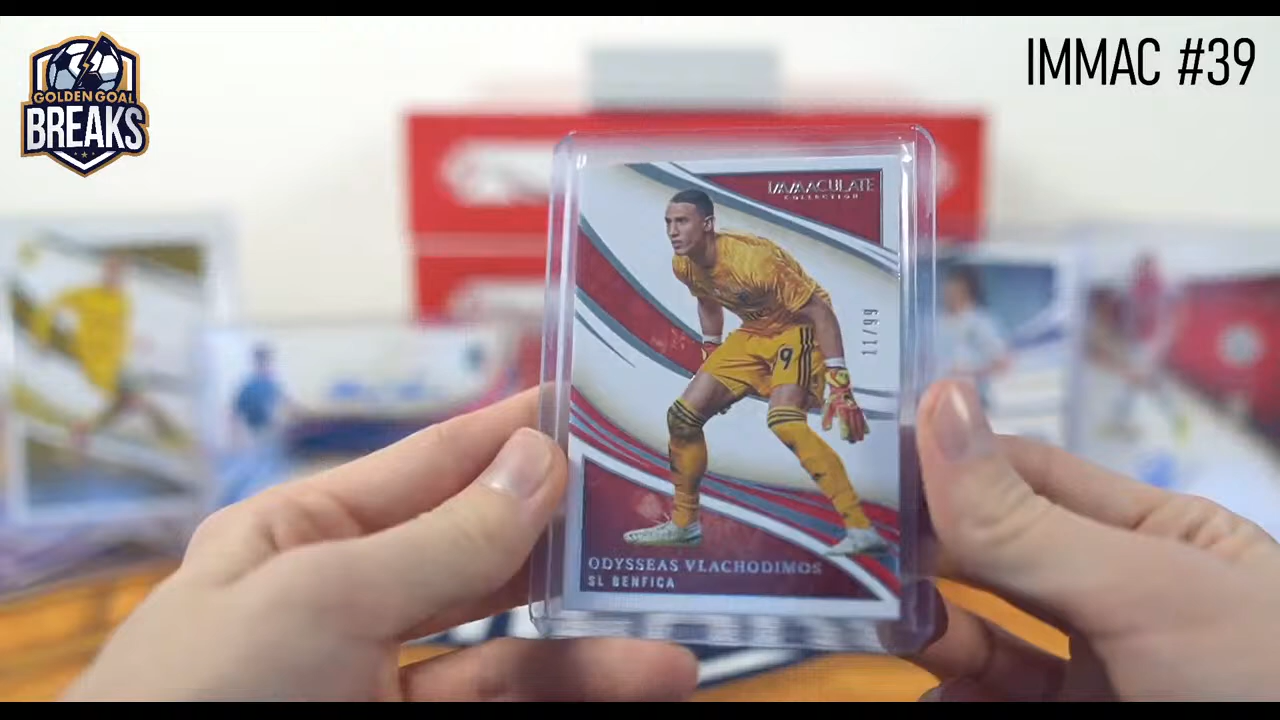 GOLDEN GOAL
BREAKS
IMMAC #39
IMMACULATE
COLLECTION
11/99
9
ODYSSEAS VLACHODIMOS
SL BENFICA